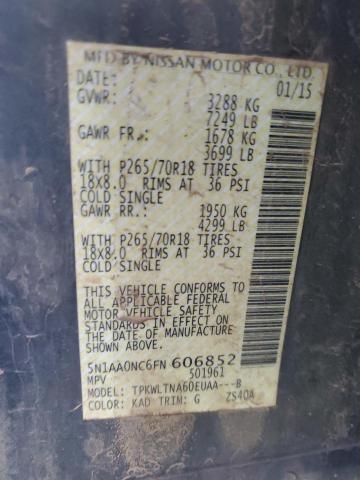 MFD BY NISSAN MOTOR CO., LTD.
DATE: 01/15
GVWR: 3288 KG
7249 LB
GAWR FR.: 1678 KG
3699 LB
WITH P265/70R18 TIRES
18X8.0 RIMS AT 36 PSI
COLD SINGLE
GAWR RR.: 1950 KG
4299 LB
WITH P265/70R18 TIRES
18X8.0 RIMS AT 36 PSI
COLD SINGLE
THIS VEHICLE CONFORMS TO
ALL APPLICABLE FEDERAL
MOTOR VEHICLE SAFETY
STANDARDS IN EFFECT ON
THE DATE OF MANUFACTURE
SHOWN ABOVE
5N1AA0NC6FN 606852
MPV 501961
MODEL: TPKWLTNA60EUAA---B
COLOR: KAD TRIM: G ZS40A